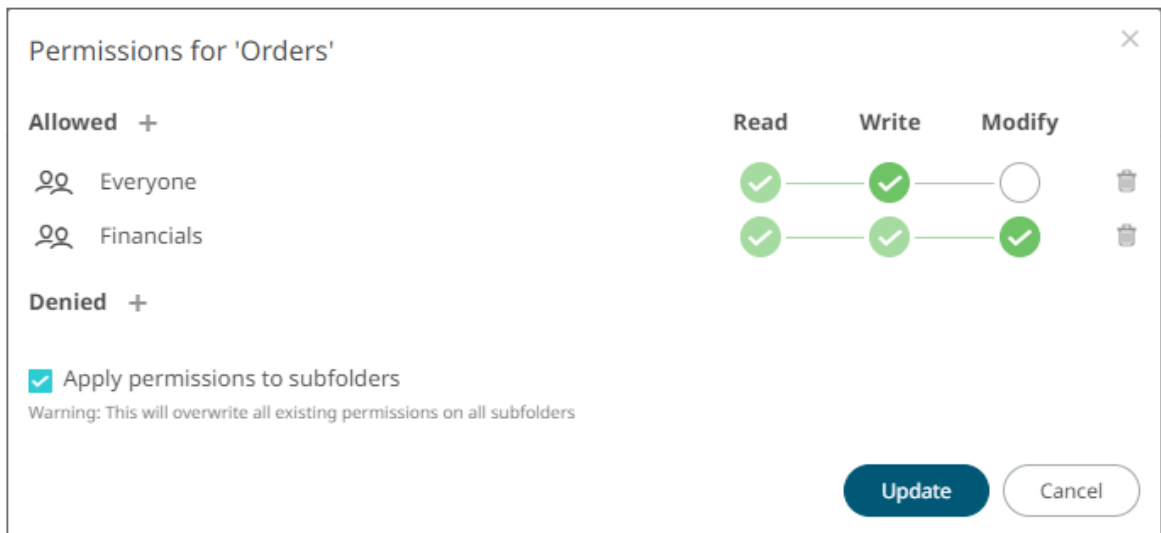 Permissions for 'Orders'
Allowed + Read Write Modify
Everyone
Financials
Denied +
Apply permissions to subfolders
Warning: This will overwrite all existing permissions on all subfolders
Update Cancel